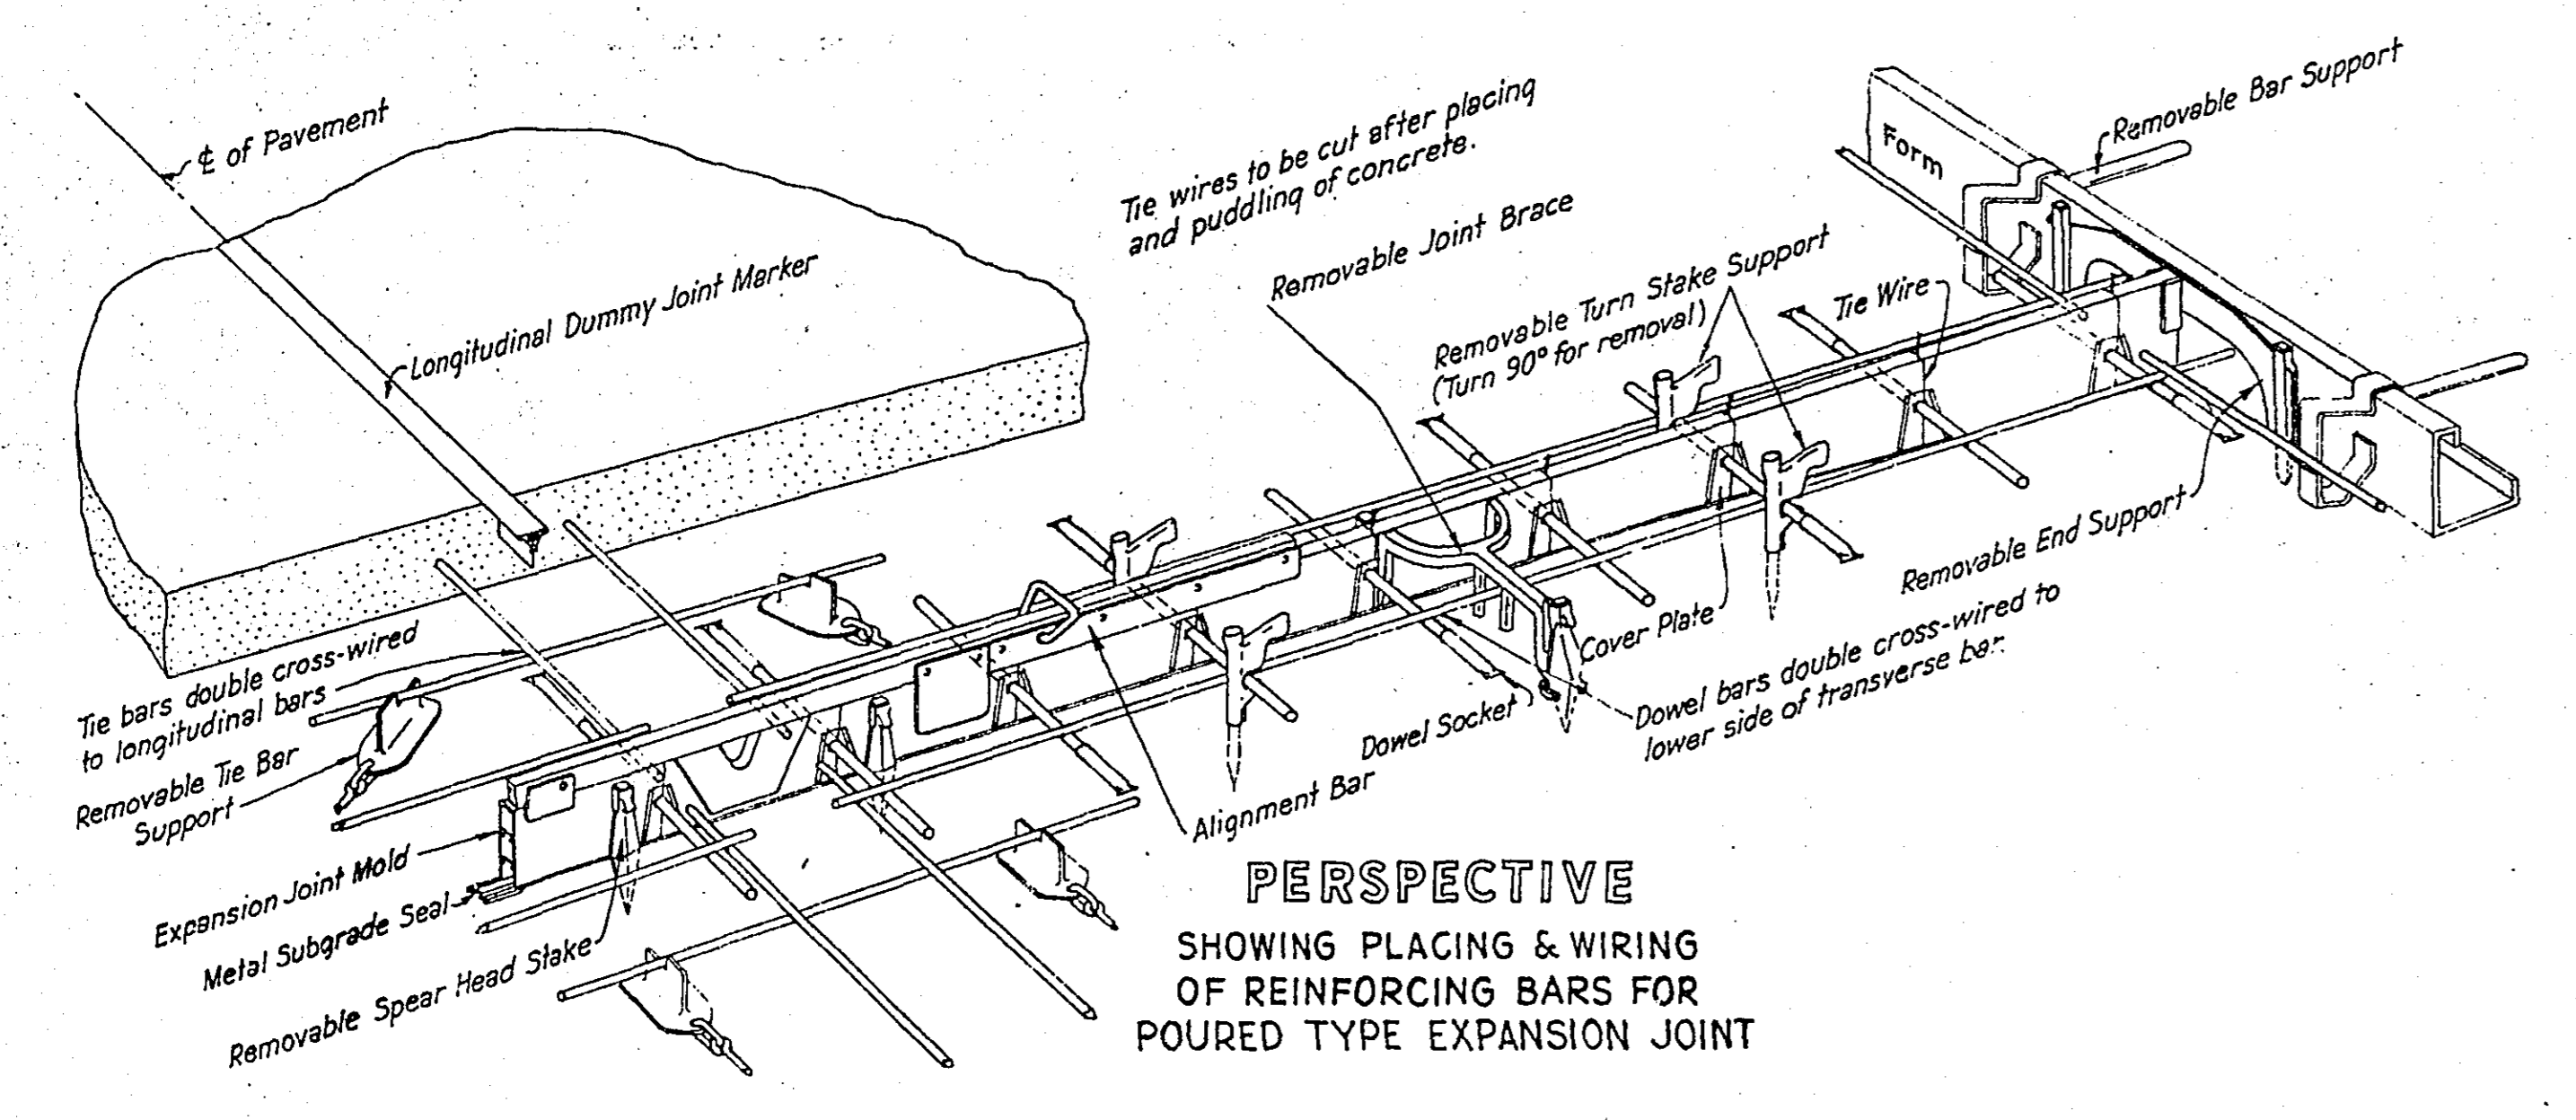 ℄ of Pavement
Longitudinal Dummy Joint Marker
Tie wires to be cut after placing
and puddling of concrete.
Removable Joint Brace
Removable Turn Stake Support
(Turn 90° for removal)
Tie Wire
Form
Removable Bar Support
Tie bars double cross-wired
to longitudinal bars
Removable Tie Bar
Support
Expansion Joint Mold
Metal Subgrade Seal
Removable Spear Head Stake
Alignment Bar
Dowel Socket
Cover Plate
Removable End Support
Dowel bars double cross-wired to
lower side of transverse bar.
PERSPECTIVE
SHOWING PLACING & WIRING
OF REINFORCING BARS FOR
POURED TYPE EXPANSION JOINT